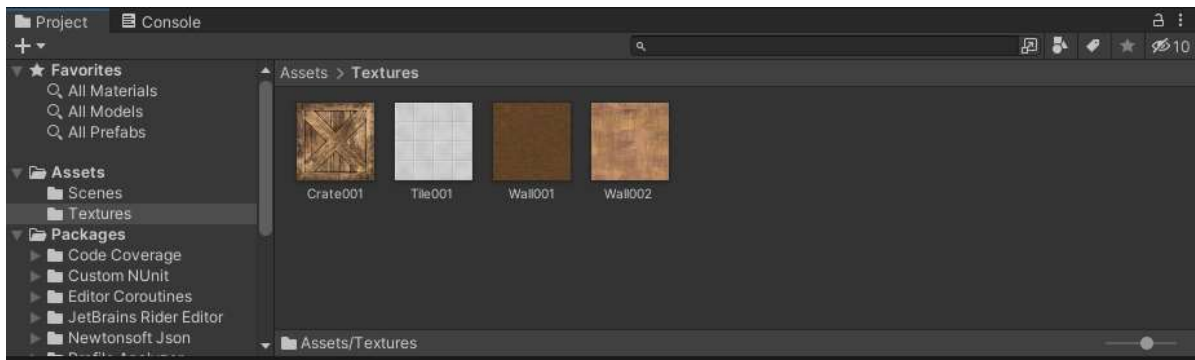 Project Console
10
Favorites
All Materials
All Models
All Prefabs
Assets
Scenes
Textures
Packages
Code Coverage
Custom NUnit
Editor Coroutines
JetBrains Rider Editor
Newtonsoft Json
Assets > Textures
Crate001 Tile001 Wall001 Wall002
Assets/Textures